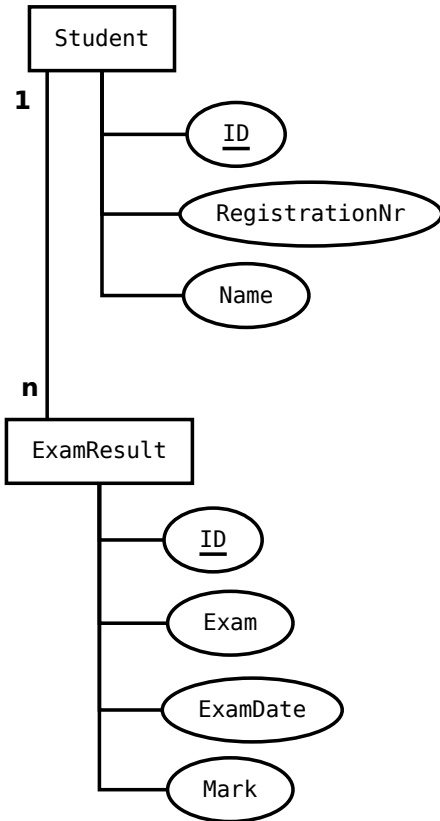 Student
1
ID
RegistrationNr
Name
n
ExamResult
ID
Exam
ExamDate
Mark